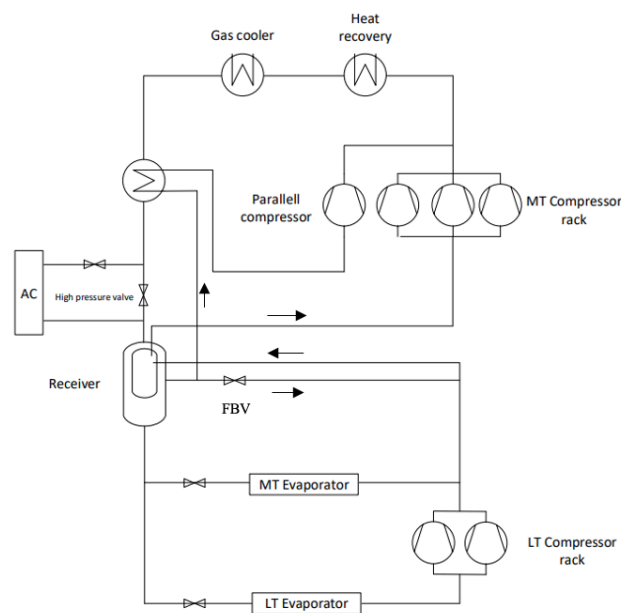 Gas cooler
Heat
recovery
Parallell
compressor
MT Compressor
rack
AC
High pressure valve
Receiver
FBV
MT Evaporator
LT Compressor
rack
LT Evaporator